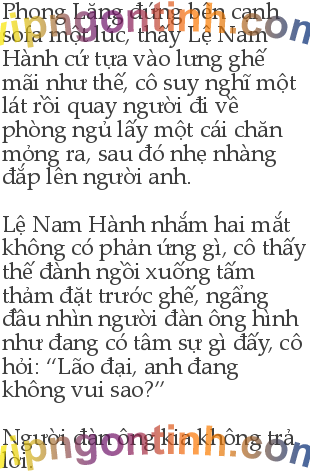 Phong Lăng đứng bên cạnh
sofa một lúc, thấy Lệ Nam
Hành cứ tựa vào lưng ghế
mãi như thế, cô suy nghĩ một
lát rồi quay người đi về
phòng ngủ lấy một cái chăn
mỏng ra, sau đó nhẹ nhàng
đắp lên người anh.
Lệ Nam Hành nhắm hai mắt
không có phản ứng gì, cô thấy
thế đành ngồi xuống tấm
thảm đặt trước ghế, ngẩng
đầu nhìn người đàn ông hình
như đang có tâm sự gì đấy, cô
hỏi: “Lão đại, anh đang
không vui sao?”
Người đàn ông kia không trả
lời.
vipngontinh.com
vipngontinh.com